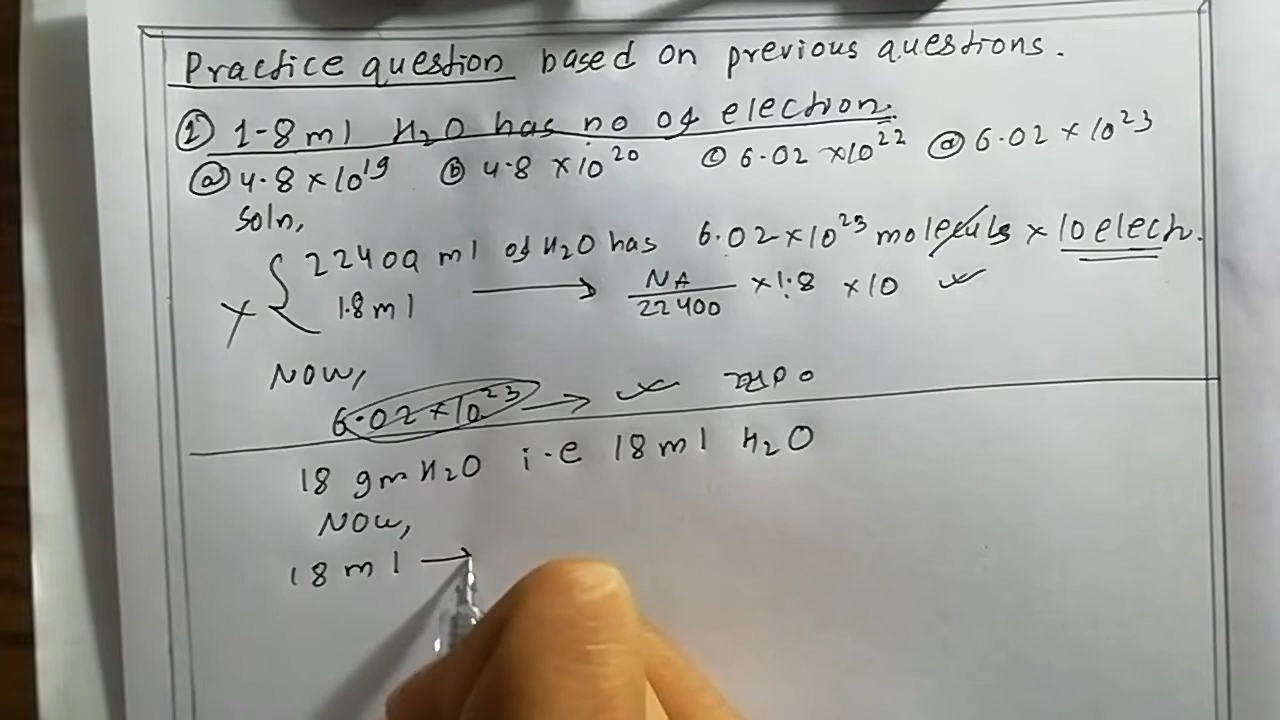 Practice question based on previous questions.
① 1.8 ml H₂O has no of electron.
ⓐ 4.8 × 10¹⁹ ⓑ 4.8 × 10²⁰ ⓒ 6.02 × 10²² ⓓ 6.02 × 10²³
Soln,
22400 ml of H₂O has 6.02 × 10²³ molecules × 10 elech.
1.8 ml → NA/22400 × 1.8 × 10
Now,
6.02 × 10²³ →
18 gm H₂O i.e 18 ml H₂O
Now,
18 ml →